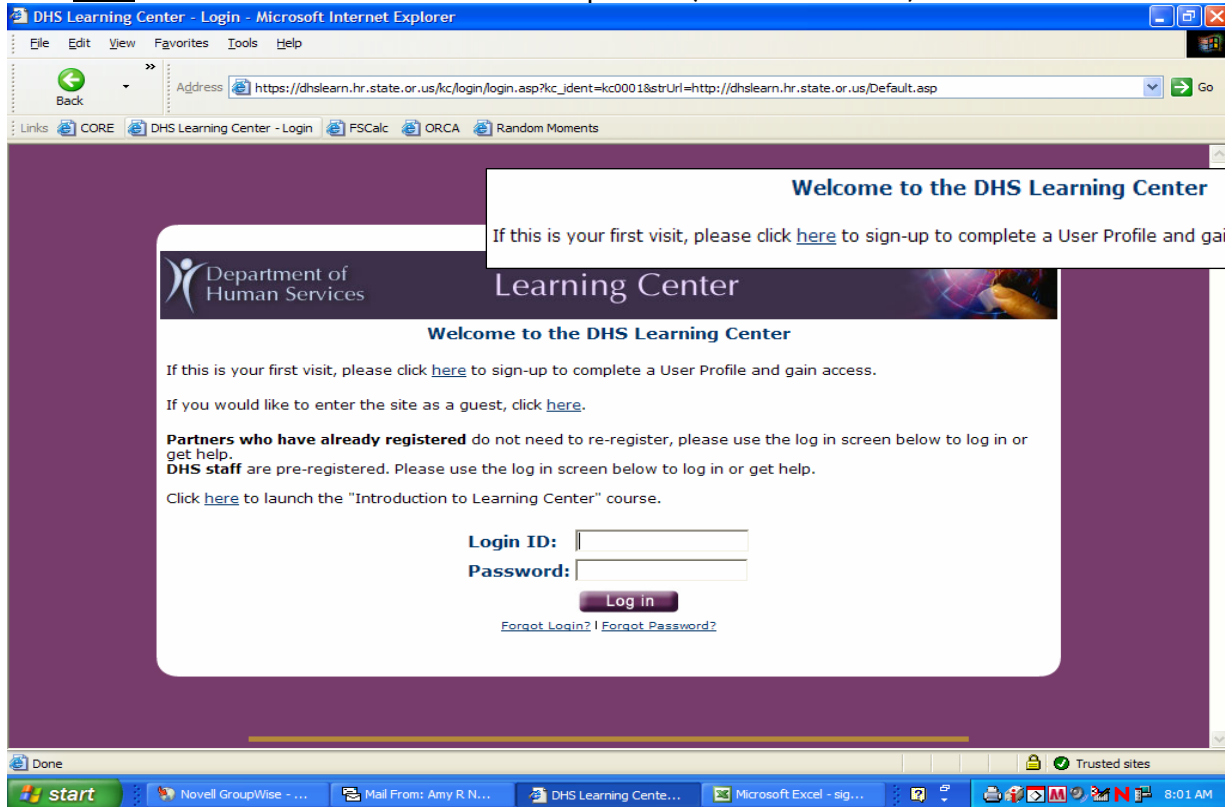 DHS Learning Center - Login - Microsoft Internet Explorer
File Edit View Favorites Tools Help
Back
»
Address https://dhslearn.hr.state.or.us/kc/login/login.asp?kc_ident=kc0001&strUrl=http://dhslearn.hr.state.or.us/Default.asp Go
Links CORE DHS Learning Center - Login FSCalc ORCA Random Moments
Welcome to the DHS Learning Center
If this is your first visit, please click here to sign-up to complete a User Profile and gai
Department of
Human Services
Learning Center
Welcome to the DHS Learning Center
If this is your first visit, please click here to sign-up to complete a User Profile and gain access.
If you would like to enter the site as a guest, click here.
Partners who have already registered do not need to re-register, please use the log in screen below to log in or
get help.
DHS staff are pre-registered. Please use the log in screen below to log in or get help.
Click here to launch the "Introduction to Learning Center" course.
Login ID:
Password:
Log in
Forgot Login? | Forgot Password?
Done Trusted sites
start Novell GroupWise - ... Mail From: Amy R N... DHS Learning Cente... Microsoft Excel - sig... 8:01 AM